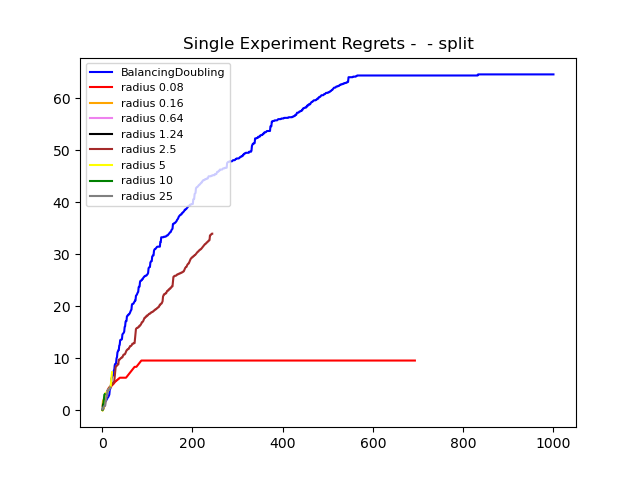 Single Experiment Regrets -  - split
BalancingDoubling
radius 0.08
radius 0.16
radius 0.64
radius 1.24
radius 2.5
radius 5
radius 10
radius 25
60
50
40
30
20
10
0
0 200 400 600 800 1000